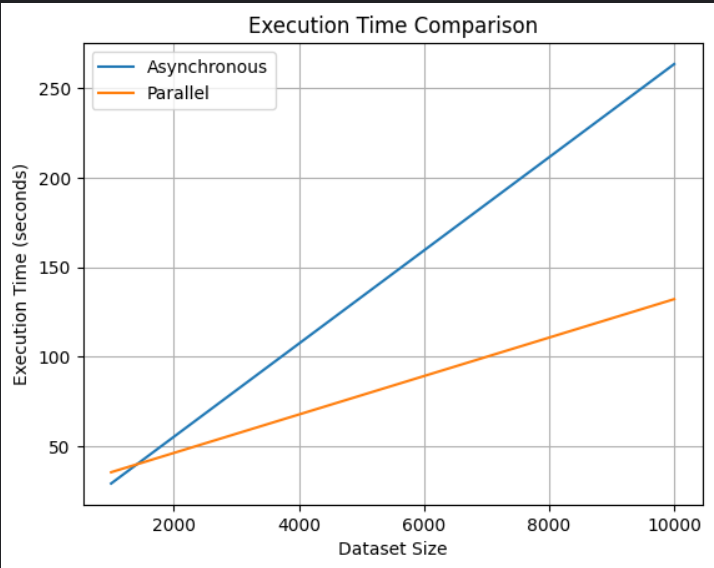 Execution Time Comparison
Asynchronous
Parallel
Execution Time (seconds)
250
200
150
100
50
2000 4000 6000 8000 10000
Dataset Size